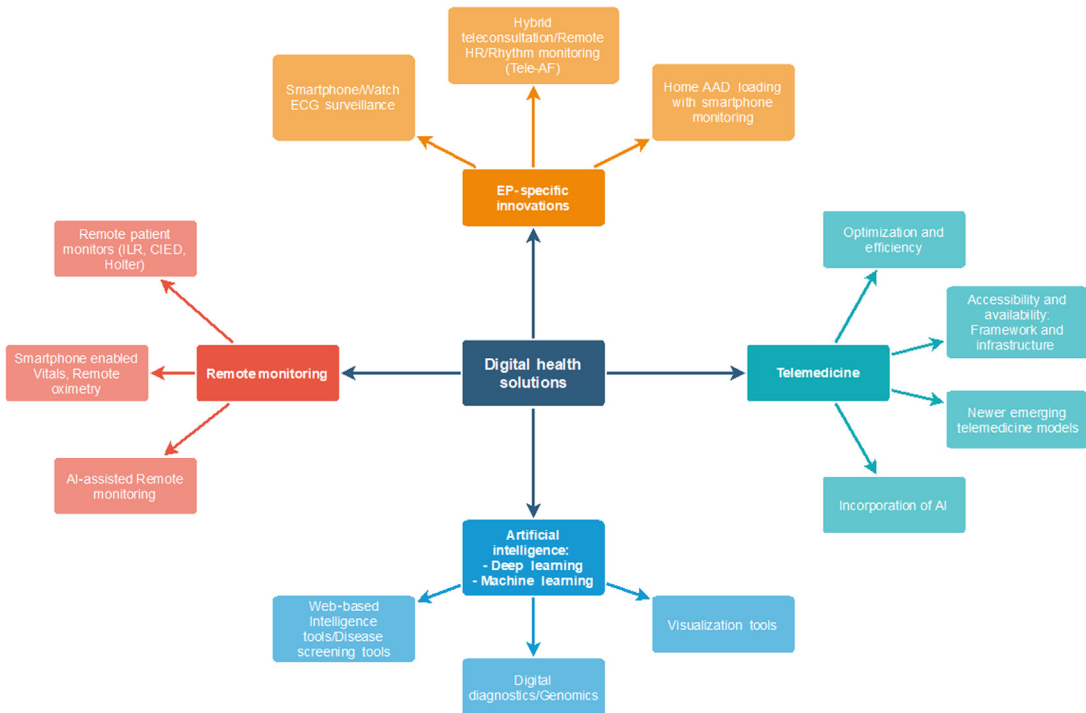 Hybrid
teleconsultation/Remote
HR/Rhythm monitoring
(Tele-AF)
Smartphone/Watch
ECG surveillance
Home AAD loading
with smartphone
monitoring
EP-specific
innovations
Remote patient
monitors (ILR, CIED,
Holter)
Optimization and
efficiency
Smartphone enabled
Vitals, Remote
oximetry
Remote monitoring
Digital health
solutions
Telemedicine
Accessibility and
availability:
Framework and
infrastructure
Newer emerging
telemedicine models
AI-assisted Remote
monitoring
Incorporation of AI
Artificial
intelligence:
- Deep learning
- Machine learning
Web-based
Intelligence
tools/Disease
screening tools
Visualization tools
Digital
diagnostics/Genomics